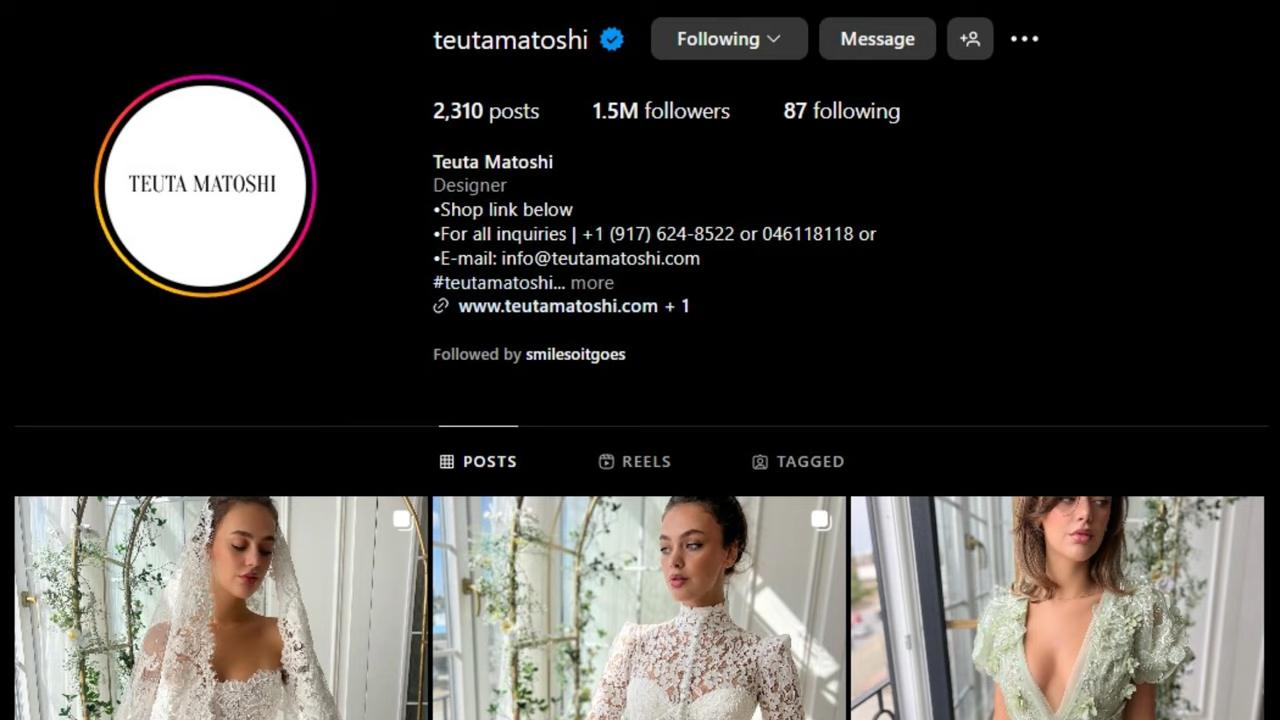 teutamatoshi Following Message
2,310 posts 1.5M followers 87 following
TEUTA MATOSHI
Teuta Matoshi
Designer
•Shop link below
•For all inquiries | +1 (917) 624-8522 or 046118118 or
•E-mail: info@teutamatoshi.com
#teutamatoshi... more
www.teutamatoshi.com + 1
Followed by smilesoitgoes
POSTS REELS TAGGED